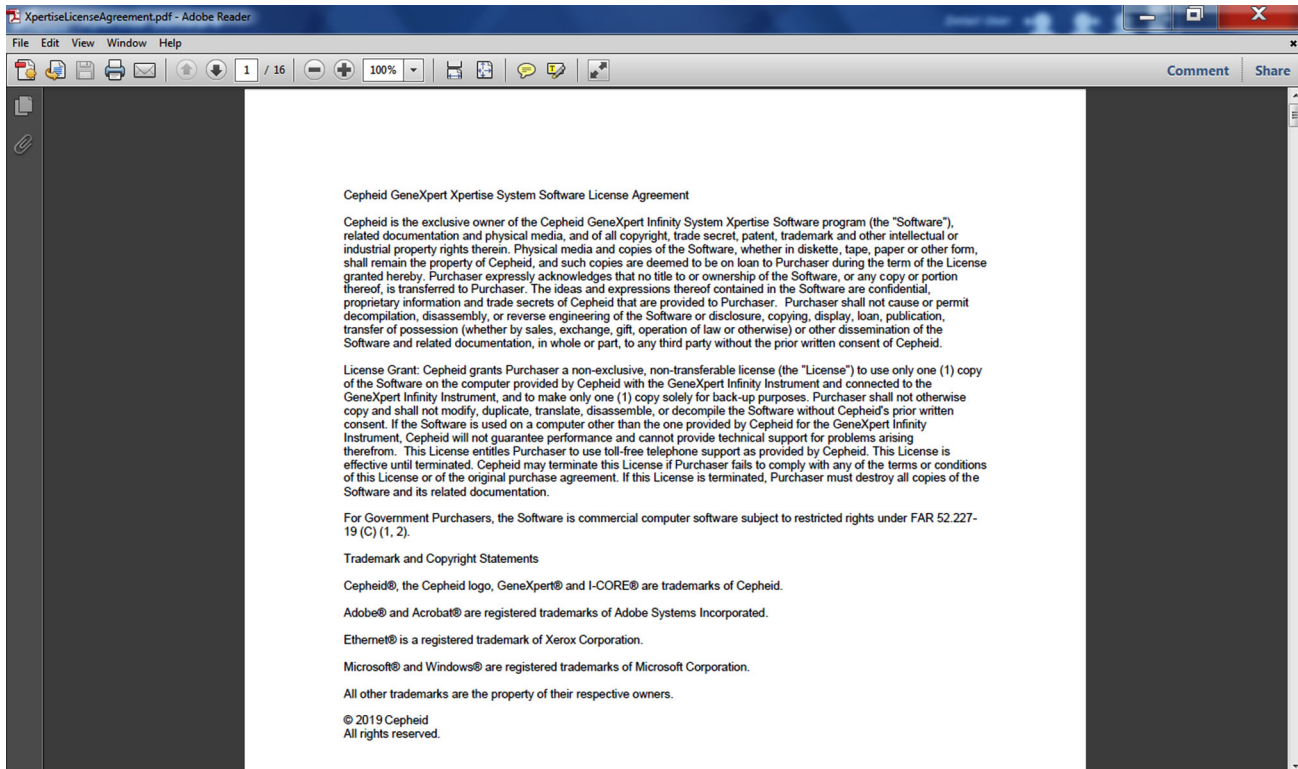 XpertiseLicenseAgreement.pdf - Adobe Reader
File Edit View Window Help
1 / 16 100% Comment Share
Cepheid GeneXpert Xpertise System Software License Agreement
Cepheid is the exclusive owner of the Cepheid GeneXpert Infinity System Xpertise Software program (the "Software"),
related documentation and physical media, and of all copyright, trade secret, patent, trademark and other intellectual or
industrial property rights therein. Physical media and copies of the Software, whether in diskette, tape, paper or other form,
shall remain the property of Cepheid, and such copies are deemed to be on loan to Purchaser during the term of the License
granted hereby. Purchaser expressly acknowledges that no title to or ownership of the Software, or any copy or portion
thereof, is transferred to Purchaser. The ideas and expressions thereof contained in the Software are confidential,
proprietary information and trade secrets of Cepheid that are provided to Purchaser. Purchaser shall not cause or permit
decompilation, disassembly, or reverse engineering of the Software or disclosure, copying, display, loan, publication,
transfer of possession (whether by sales, exchange, gift, operation of law or otherwise) or other dissemination of the
Software and related documentation, in whole or part, to any third party without the prior written consent of Cepheid.
License Grant: Cepheid grants Purchaser a non-exclusive, non-transferable license (the "License") to use only one (1) copy
of the Software on the computer provided by Cepheid with the GeneXpert Infinity Instrument and connected to the
GeneXpert Infinity Instrument, and to make only one (1) copy solely for back-up purposes. Purchaser shall not otherwise
copy and shall not modify, duplicate, translate, disassemble, or decompile the Software without Cepheid's prior written
consent. If the Software is used on a computer other than the one provided by Cepheid for the GeneXpert Infinity
Instrument, Cepheid will not guarantee performance and cannot provide technical support for problems arising
therefrom. This License entitles Purchaser to use toll-free telephone support as provided by Cepheid. This License is
effective until terminated. Cepheid may terminate this License if Purchaser fails to comply with any of the terms or conditions
of this License or of the original purchase agreement. If this License is terminated, Purchaser must destroy all copies of the
Software and its related documentation.
For Government Purchasers, the Software is commercial computer software subject to restricted rights under FAR 52.227-
19 (C) (1, 2).
Trademark and Copyright Statements
Cepheid®, the Cepheid logo, GeneXpert® and I-CORE® are trademarks of Cepheid.
Adobe® and Acrobat® are registered trademarks of Adobe Systems Incorporated.
Ethernet® is a registered trademark of Xerox Corporation.
Microsoft® and Windows® are registered trademarks of Microsoft Corporation.
All other trademarks are the property of their respective owners.
© 2019 Cepheid
All rights reserved.